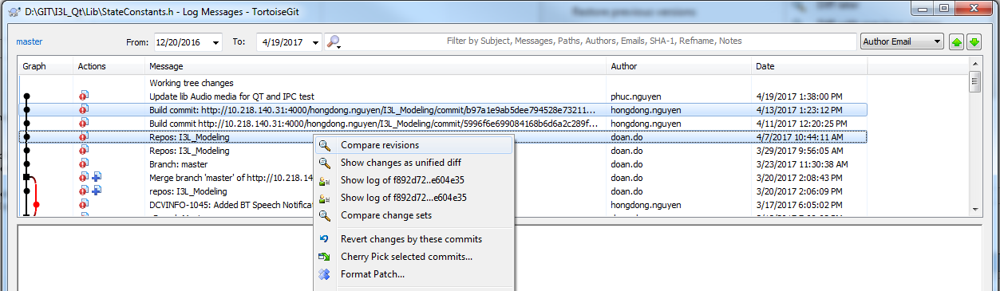 D:\GIT\I3L_Qt\Lib\StateConstants.h - Log Messages - TortoiseGit
master From: 12/20/2016 To: 4/19/2017 Filter by Subject, Messages, Paths, Authors, Emails, SHA-1, Refname, Notes Author Email
Graph Actions Message Author Date
Working tree changes
Update lib Audio media for QT and IPC test phuc.nguyen 4/19/2017 1:38:00 PM
Build commit: http://10.218.140.31:4000/hongdong.nguyen/I3L_Modeling/commit/b97a1e9ab5dee794528e73211... hongdong.nguyen 4/13/2017 1:23:12 PM
Build commit http://10.218.140.31:4000/hongdong.nguyen/I3L_Modeling/commit/5996f6e699084168b6d6a2c289f... hongdong.nguyen 4/11/2017 12:20:25 PM
Repos: I3L_Modeling doan.do 4/7/2017 10:44:11 AM
Repos: I3L_Modeling doan.do 3/29/2017 9:56:05 AM
Branch: master doan.do 3/23/2017 11:30:38 AM
Merge branch 'master' of http://10.218.14 doan.do 3/20/2017 2:08:43 PM
repos: I3L_Modeling doan.do 3/20/2017 2:06:09 PM
DCVINFO-1045: Added BT Speech Notificat hongdong.nguyen 3/17/2017 6:05:02 PM
Compare revisions
Show changes as unified diff
Show log of f892d72...e604e35
Show log of f892d72...e604e35
Compare change sets
Revert changes by these commits
Cherry Pick selected commits...
Format Patch...